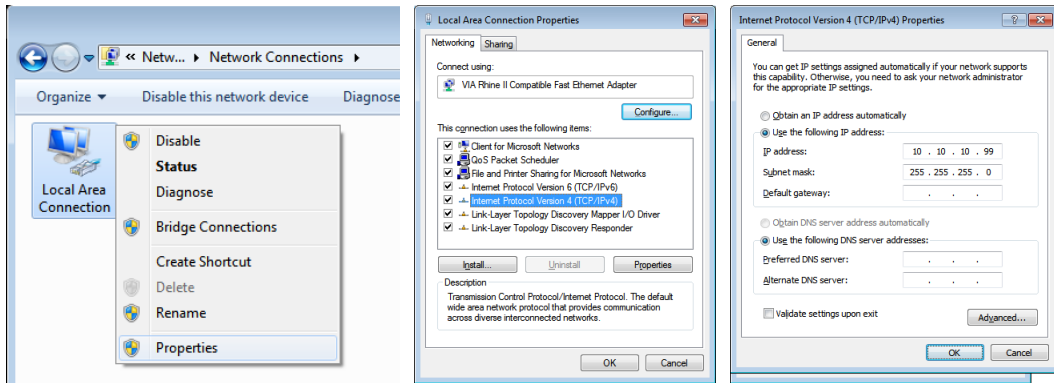 « Netw... ▸ Network Connections ▸
Organize ▾ Disable this network device Diagnose
Local Area
Connection
Disable
Status
Diagnose
Bridge Connections
Create Shortcut
Delete
Rename
Properties
Local Area Connection Properties
Networking Sharing
Connect using:
VIA Rhine II Compatible Fast Ethernet Adapter
Configure...
This connection uses the following items:
Client for Microsoft Networks
QoS Packet Scheduler
File and Printer Sharing for Microsoft Networks
Internet Protocol Version 6 (TCP/IPv6)
Internet Protocol Version 4 (TCP/IPv4)
Link-Layer Topology Discovery Mapper I/O Driver
Link-Layer Topology Discovery Responder
Install... Uninstall Properties
Description
Transmission Control Protocol/Internet Protocol. The default
wide area network protocol that provides communication
across diverse interconnected networks.
OK Cancel
Internet Protocol Version 4 (TCP/IPv4) Properties
General
You can get IP settings assigned automatically if your network supports
this capability. Otherwise, you need to ask your network administrator
for the appropriate IP settings.
Obtain an IP address automatically
Use the following IP address:
IP address: 10 . 10 . 10 . 99
Subnet mask: 255 . 255 . 255 . 0
Default gateway: . . .
Obtain DNS server address automatically
Use the following DNS server addresses:
Preferred DNS server: . . .
Alternate DNS server: . . .
Validate settings upon exit
Advanced...
OK Cancel